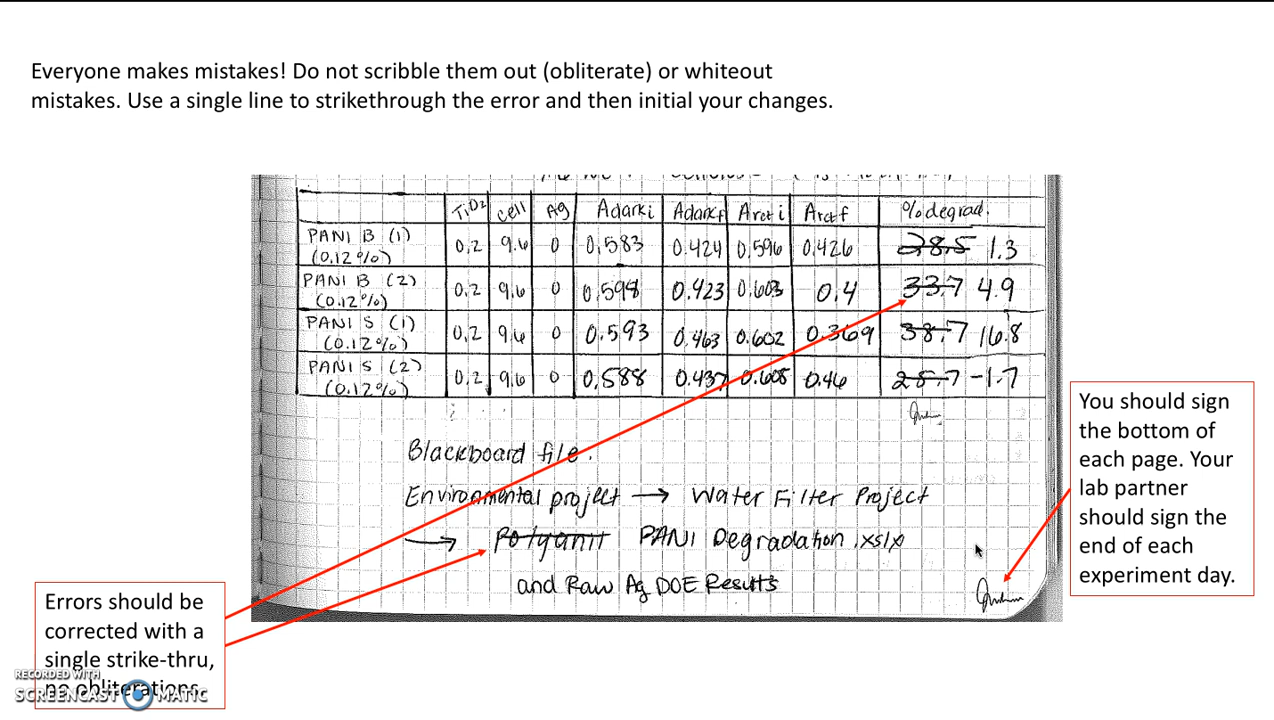 Everyone makes mistakes! Do not scribble them out (obliterate) or whiteout
mistakes. Use a single line to strikethrough the error and then initial your changes.
TiO2 cell Ag Adarki Adarkf Arcti Arctf % degrad.
PANI B (1) (0.12%) 0.2 9.6 0 0.583 0.424 0.596 0.426 28.5 1.3
PANI B (2) (0.12%) 0.2 9.6 0 0.598 0.423 0.603 0.4 33.7 4.9
PANI S (1) (0.12%) 0.2 9.6 0 0.593 0.463 0.602 0.369 38.7 16.8
PANI S (2) (0.12%) 0.2 9.6 0 0.588 0.437 0.605 0.46 25.7 -1.7
Blackboard file.
Environmental project → Water Filter Project
→ Polyanil PANI Degradation .xslx
and Raw Ag DOE Results
You should sign
the bottom of
each page. Your
lab partner
should sign the
end of each
experiment day.
Errors should be
corrected with a
single strike-thru,
no obliterations.
RECORDED WITH
SCREENCAST MATIC